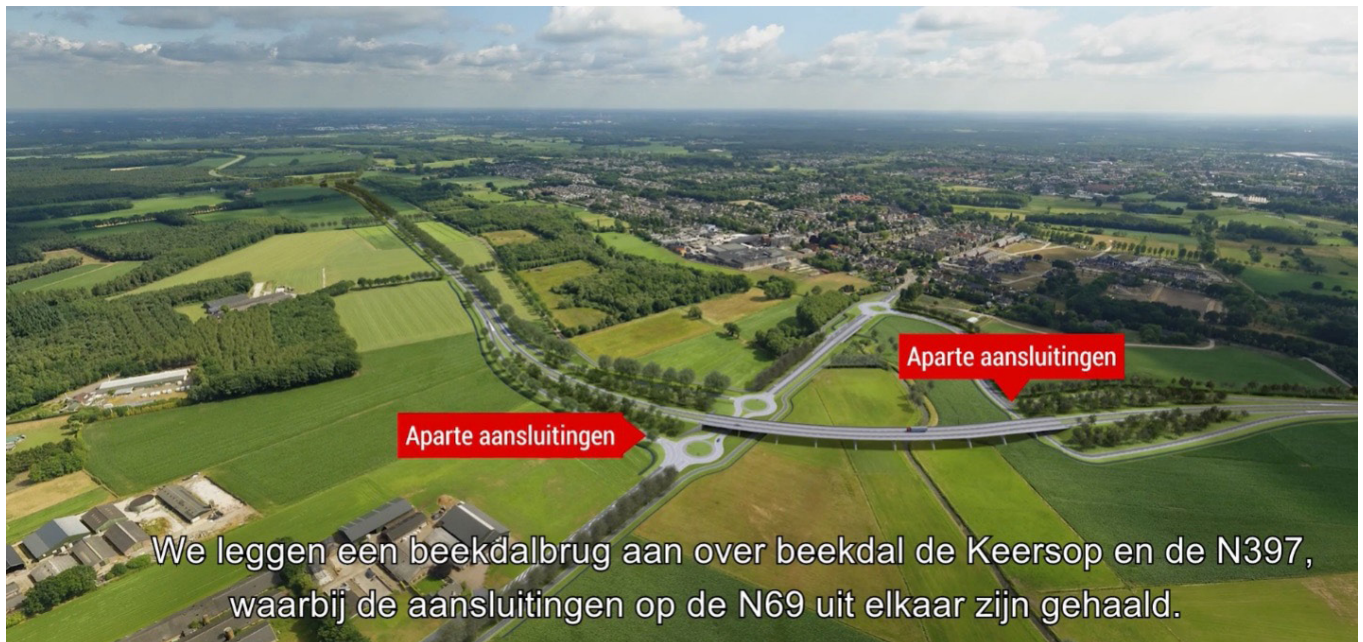 Aparte aansluitingen
Aparte aansluitingen
We leggen een beekdalbrug aan over beekdal de Keersop en de N397,
waarbij de aansluitingen op de N69 uit elkaar zijn gehaald.